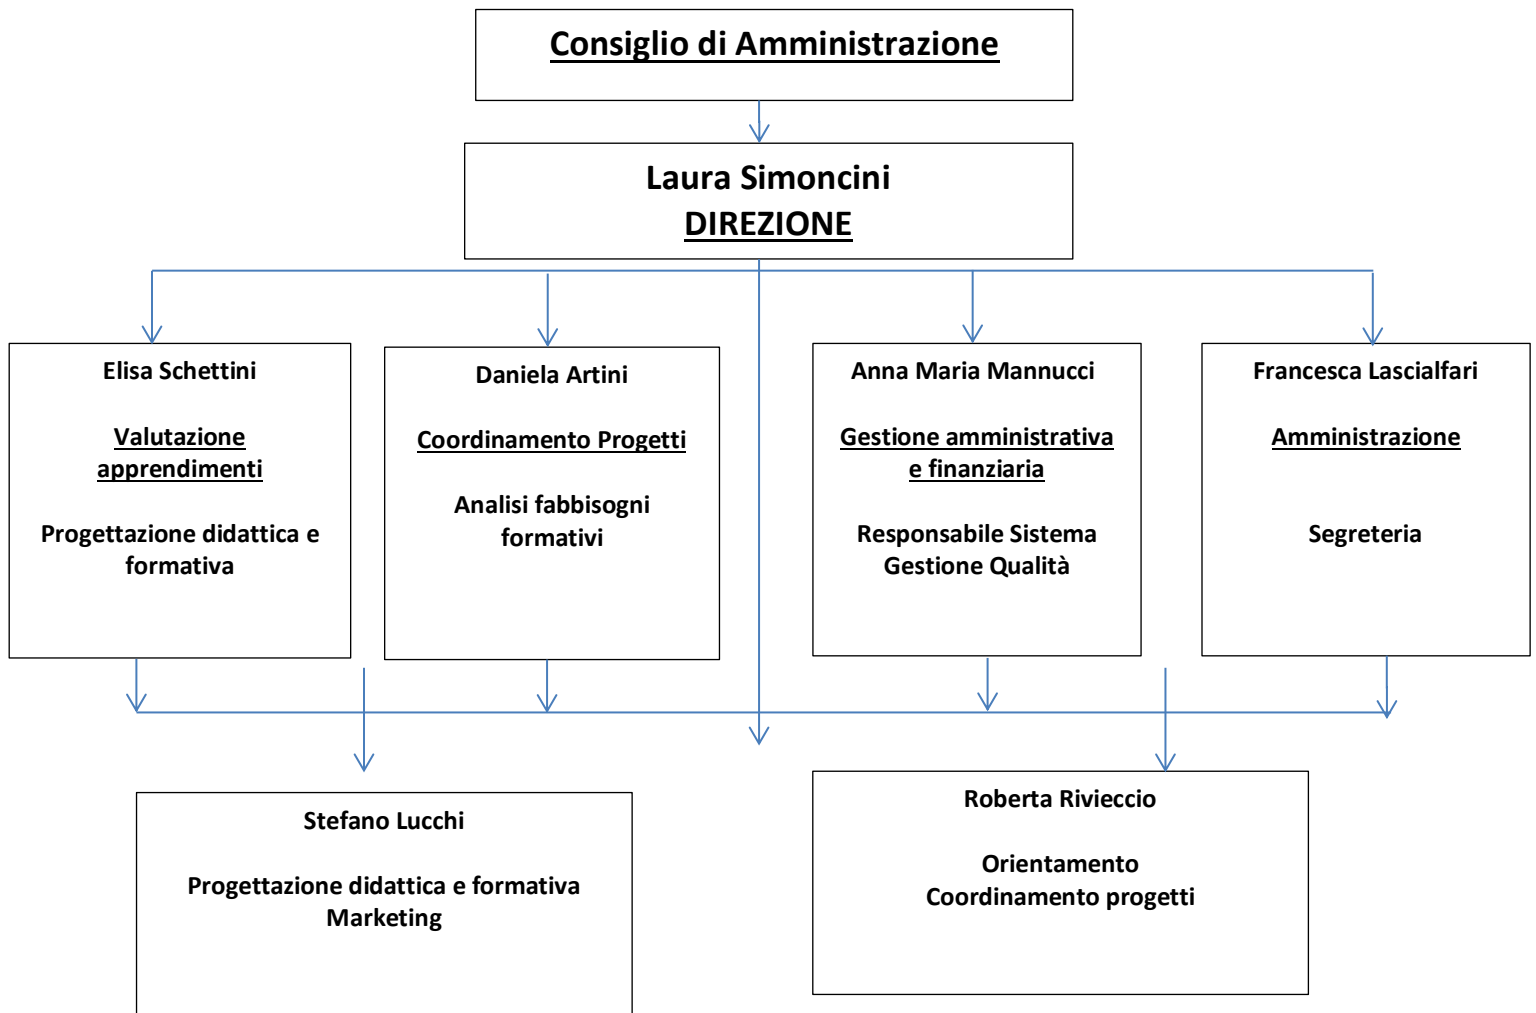 Consiglio di Amministrazione
Laura Simoncini
DIREZIONE
Elisa Schettini
Valutazione
apprendimenti
Progettazione didattica e
formativa
Daniela Artini
Coordinamento Progetti
Analisi fabbisogni
formativi
Anna Maria Mannucci
Gestione amministrativa
e finanziaria
Responsabile Sistema
Gestione Qualità
Francesca Lascialfari
Amministrazione
Segreteria
Stefano Lucchi
Progettazione didattica e formativa
Marketing
Roberta Rivieccio
Orientamento
Coordinamento progetti